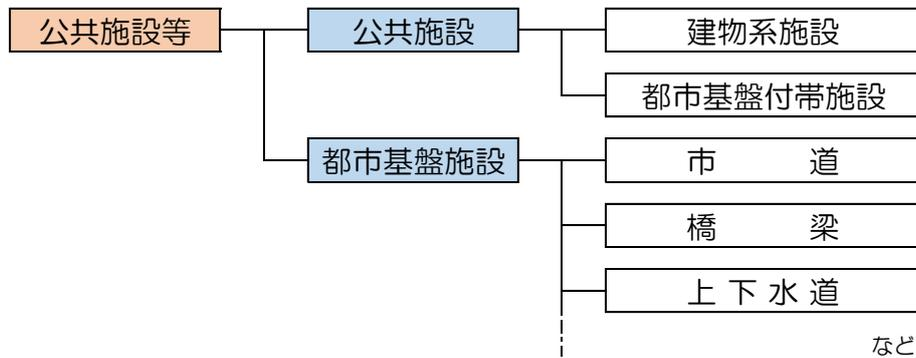 公共施設等
公共施設
建物系施設
都市基盤付帯施設
都市基盤施設
市道
橋梁
上下水道
など